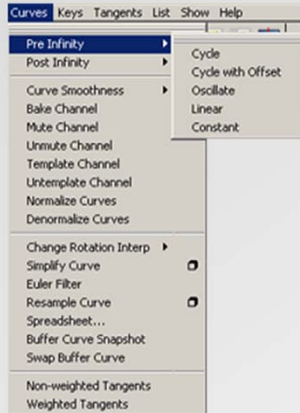 Curves Keys Tangents List Show Help
Pre Infinity
Post Infinity
Curve Smoothness
Bake Channel
Mute Channel
Unmute Channel
Template Channel
Untemplate Channel
Normalize Curves
Denormalize Curves
Change Rotation Interp
Simplify Curve
Euler Filter
Resample Curve
Spreadsheet...
Buffer Curve Snapshot
Swap Buffer Curve
Non-weighted Tangents
Weighted Tangents
Cycle
Cycle with Offset
Oscillate
Linear
Constant